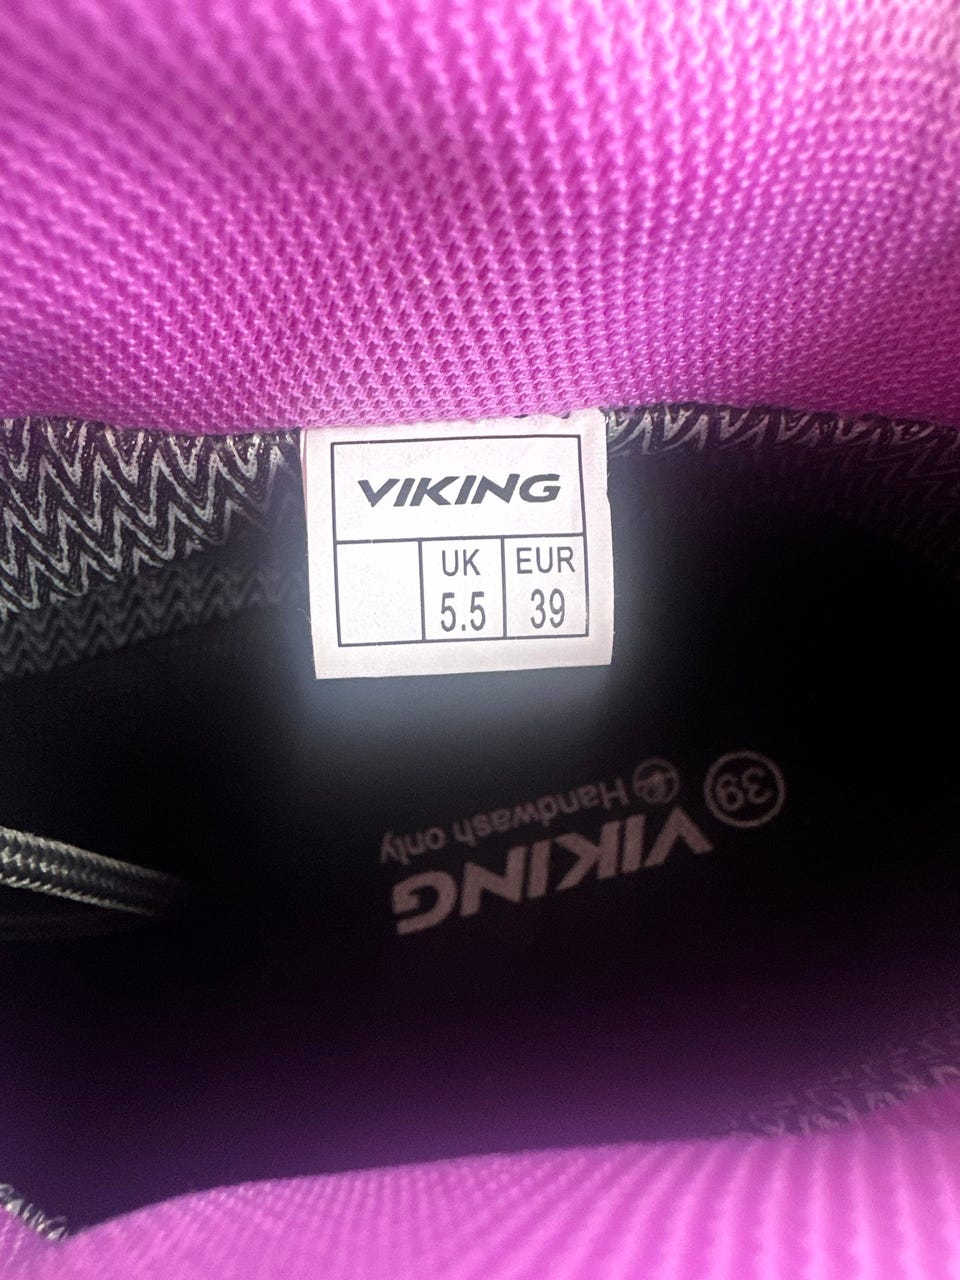 VIKING
UK EUR
5.5 39
39
Handwash only
VIKING